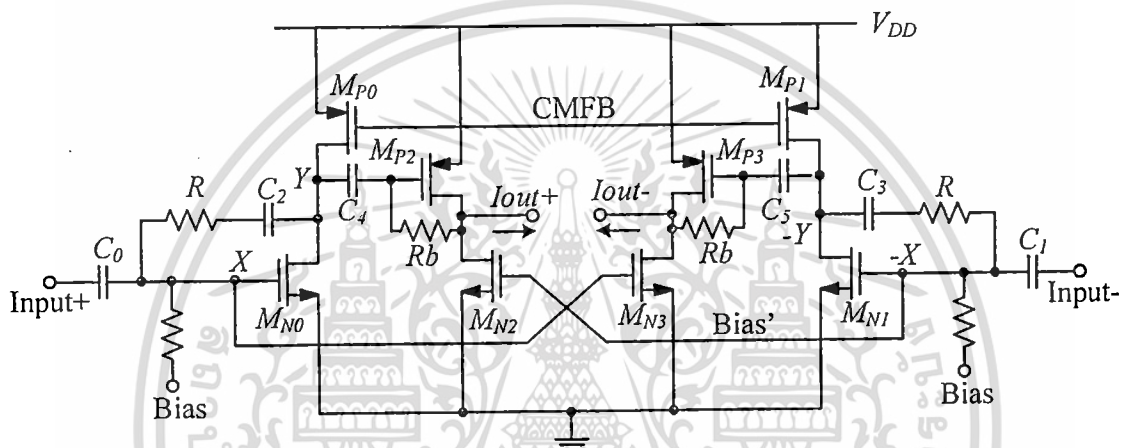 V_DD
M_P0
CMFB
M_P1
M_P2
M_P3
R
C_2
Y
C_4
Iout+
Iout-
C_5
C_3
R
-Y
C_0
X
Rb
Rb
-X
C_1
Input+
M_N0
M_N2
M_N3
Bias’
M_N1
Input-
Bias
Bias